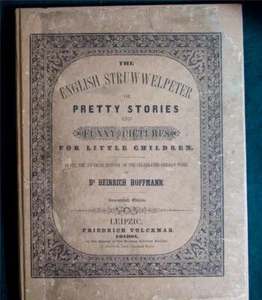 THE
ENGLISH STRUWWELPETER
OR
PRETTY STORIES
AND
FUNNY PICTURES
FOR LITTLE CHILDREN.
AFTER THE EDITION OF THE CELEBRATED GERMAN WORK
OF
Dr HEINRICH HOFFMANN.
Edition.
LEIPZIG.
FRIEDRICH VOLCKMAR.
LONDON,